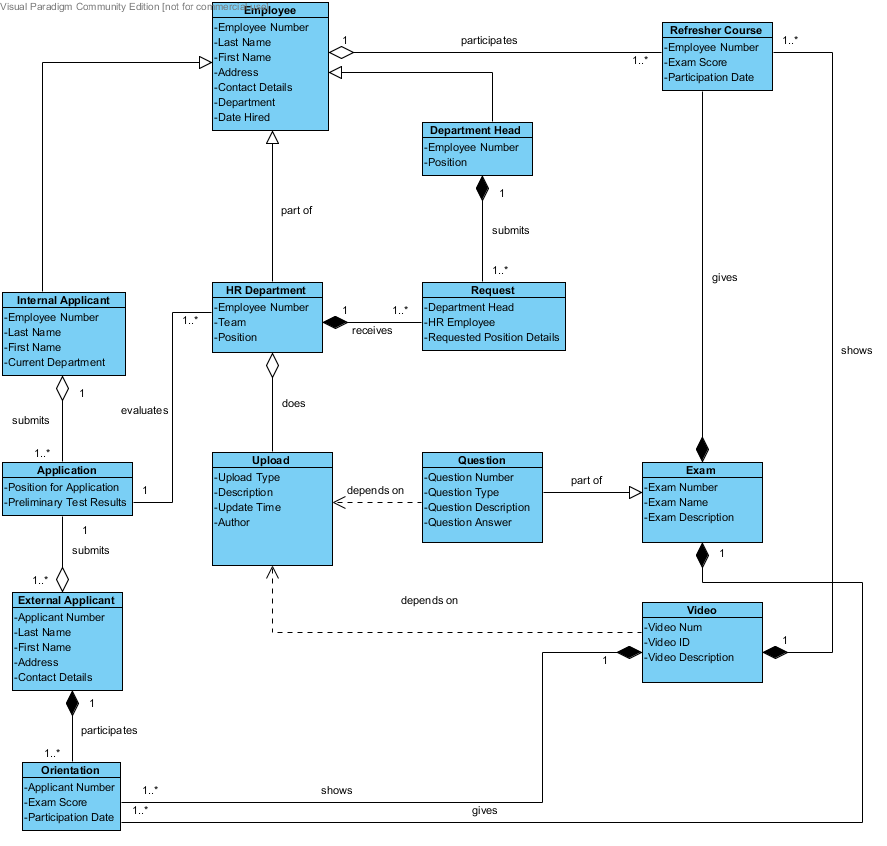 Visual Paradigm Community Edition [not for commercial use]
Employee
-Employee Number
-Last Name
-First Name
-Address
-Contact Details
-Department
-Date Hired
1
participates
1..*
Refresher Course
-Employee Number
-Exam Score
-Participation Date
1..*
Department Head
-Employee Number
-Position
1
submits
1..*
part of
gives
shows
Internal Applicant
-Employee Number
-Last Name
-First Name
-Current Department
1
submits
1..*
HR Department
-Employee Number
-Team
-Position
1..*
1
1..*
receives
Request
-Department Head
-HR Employee
-Requested Position Details
evaluates
does
Application
-Position for Application
-Preliminary Test Results
1
1
submits
1..*
Upload
-Upload Type
-Description
-Update Time
-Author
depends on
Question
-Question Number
-Question Type
-Question Description
-Question Answer
part of
Exam
-Exam Number
-Exam Name
-Exam Description
1
External Applicant
-Applicant Number
-Last Name
-First Name
-Address
-Contact Details
1
participates
1..*
depends on
Video
-Video Num
-Video ID
-Video Description
1
1
Orientation
-Applicant Number
-Exam Score
-Participation Date
1..*
shows
1..*
gives